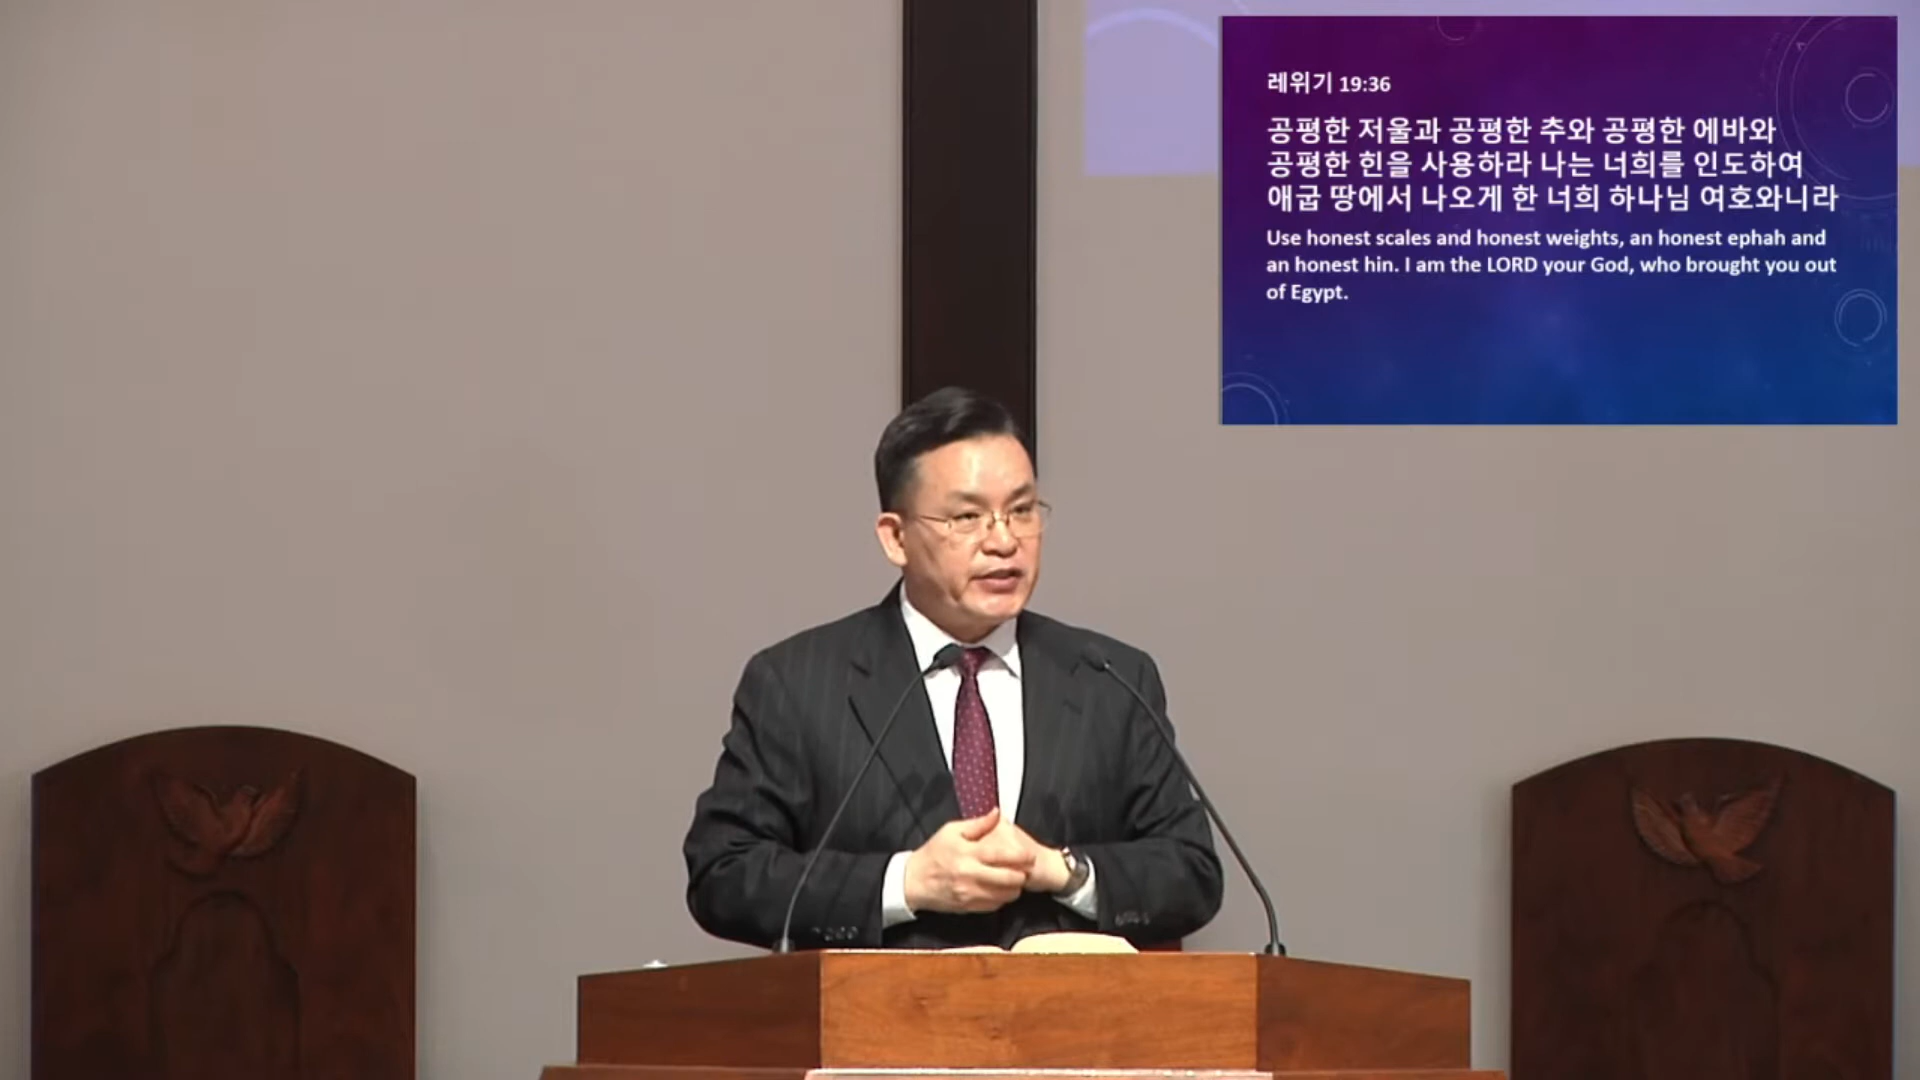 레위기 19:36
공평한 저울과 공평한 추와 공평한 에바와
공평한 힌을 사용하라 나는 너희를 인도하여
애굽 땅에서 나오게 한 너희 하나님 여호와니라
Use honest scales and honest weights, an honest ephah and
an honest hin. I am the LORD your God, who brought you out
of Egypt.